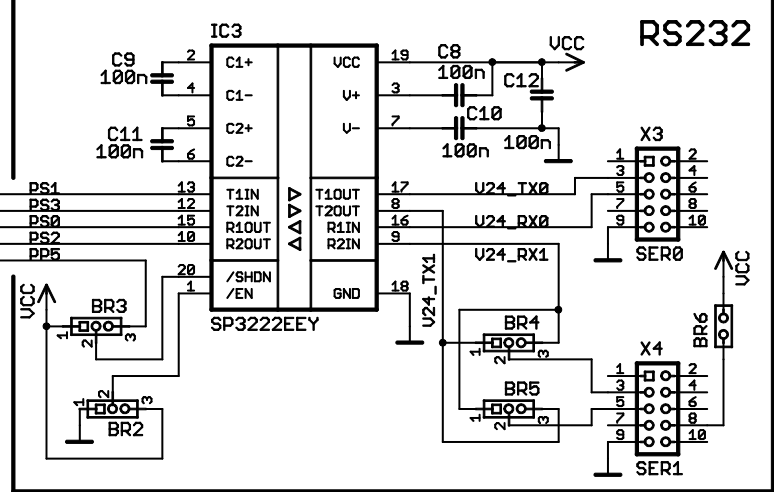 RS232
IC3
SP3222EEY
2 C1+ VCC 19
4 C1- V+ 3
5 C2+ V- 7
6 C2-
13 T1IN T1OUT 17
12 T2IN T2OUT 8
15 R1OUT R1IN 16
10 R2OUT R2IN 9
20 /SHDN
1 /EN GND 18
C9
100n
C11
100n
C8
100n
C10
100n
C12
100n
VCC
PS1
PS3
PS0
PS2
PP5
V24_TX0
V24_RX0
V24_RX1
V24_TX1
VCC
BR3
1 2 3
1 2 3
BR2
BR4
1 2 3
BR5
1 2 3
X3
1 2
3 4
5 6
7 8
9 10
SER0
VCC
BR6
X4
1 2
3 4
5 6
7 8
9 10
SER1